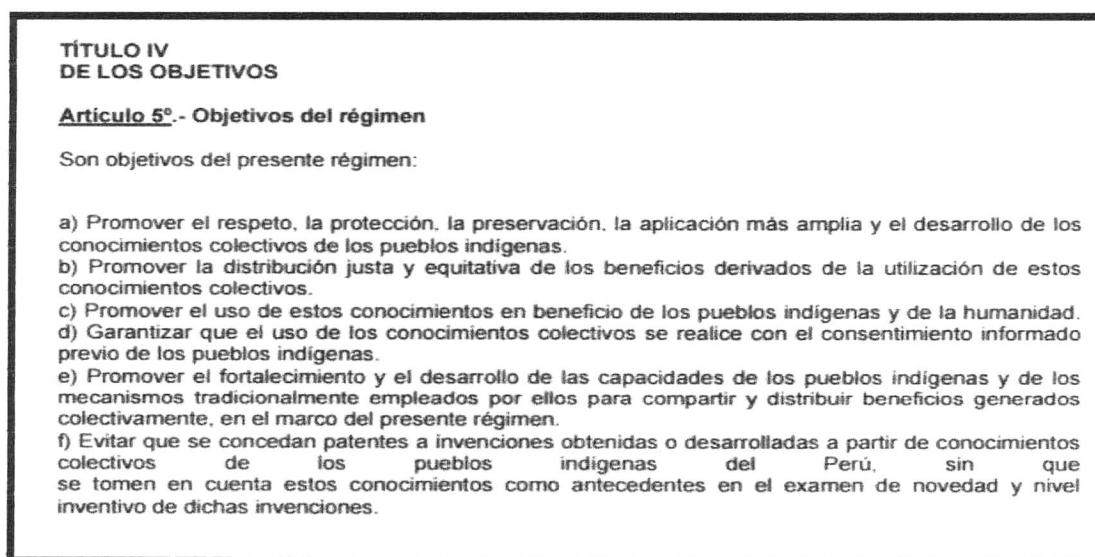 TÍTULO IV
DE LOS OBJETIVOS
Artículo 5º.- Objetivos del régimen
Son objetivos del presente régimen:
a) Promover el respeto, la protección, la preservación, la aplicación más amplia y el desarrollo de los
conocimientos colectivos de los pueblos indígenas.
b) Promover la distribución justa y equitativa de los beneficios derivados de la utilización de estos
conocimientos colectivos.
c) Promover el uso de estos conocimientos en beneficio de los pueblos indígenas y de la humanidad.
d) Garantizar que el uso de los conocimientos colectivos se realice con el consentimiento informado
previo de los pueblos indígenas.
e) Promover el fortalecimiento y el desarrollo de las capacidades de los pueblos indígenas y de los
mecanismos tradicionalmente empleados por ellos para compartir y distribuir beneficios generados
colectivamente, en el marco del presente régimen.
f) Evitar que se concedan patentes a invenciones obtenidas o desarrolladas a partir de conocimientos
colectivos de los pueblos indígenas del Perú, sin que
se tomen en cuenta estos conocimientos como antecedentes en el examen de novedad y nivel
inventivo de dichas invenciones.